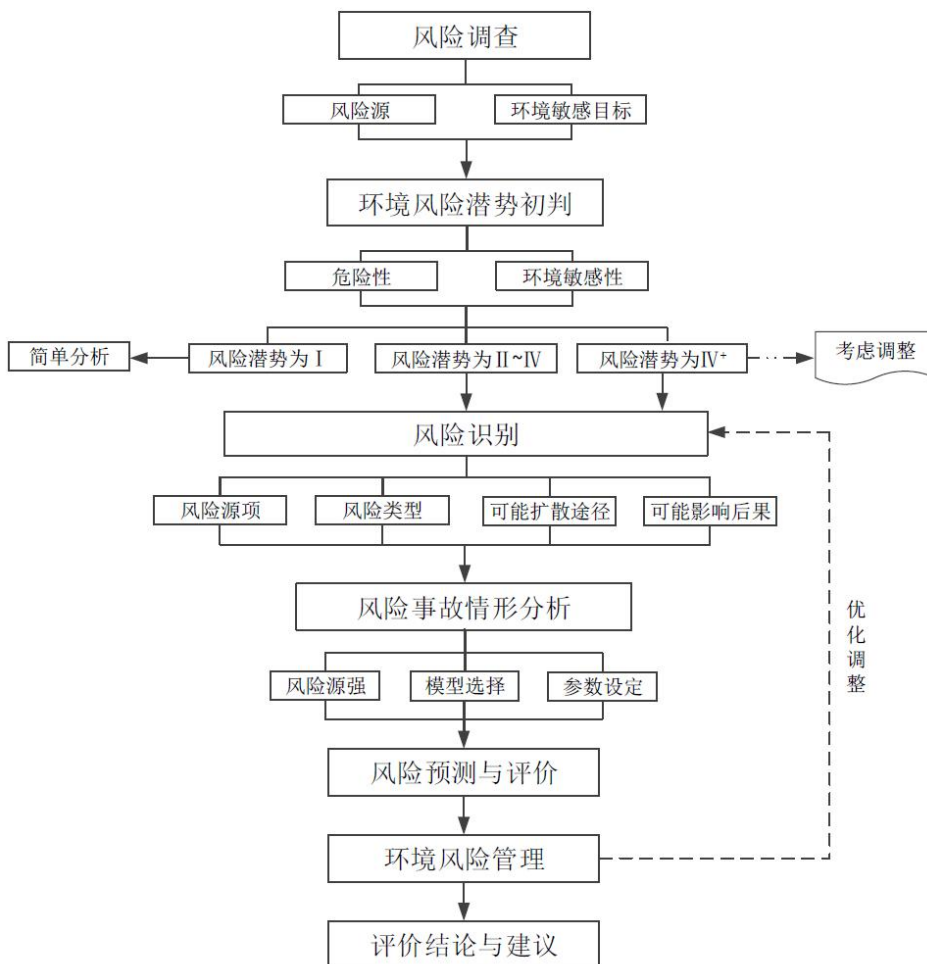 风险调查
风险源
环境敏感目标
环境风险潜势初判
危险性
环境敏感性
简单分析
风险潜势为Ⅰ
风险潜势为Ⅱ~Ⅳ
风险潜势为Ⅳ+
考虑调整
风险识别
风险源项
风险类型
可能扩散途径
可能影响后果
风险事故情形分析
优化调整
风险源强
模型选择
参数设定
风险预测与评价
环境风险管理
评价结论与建议